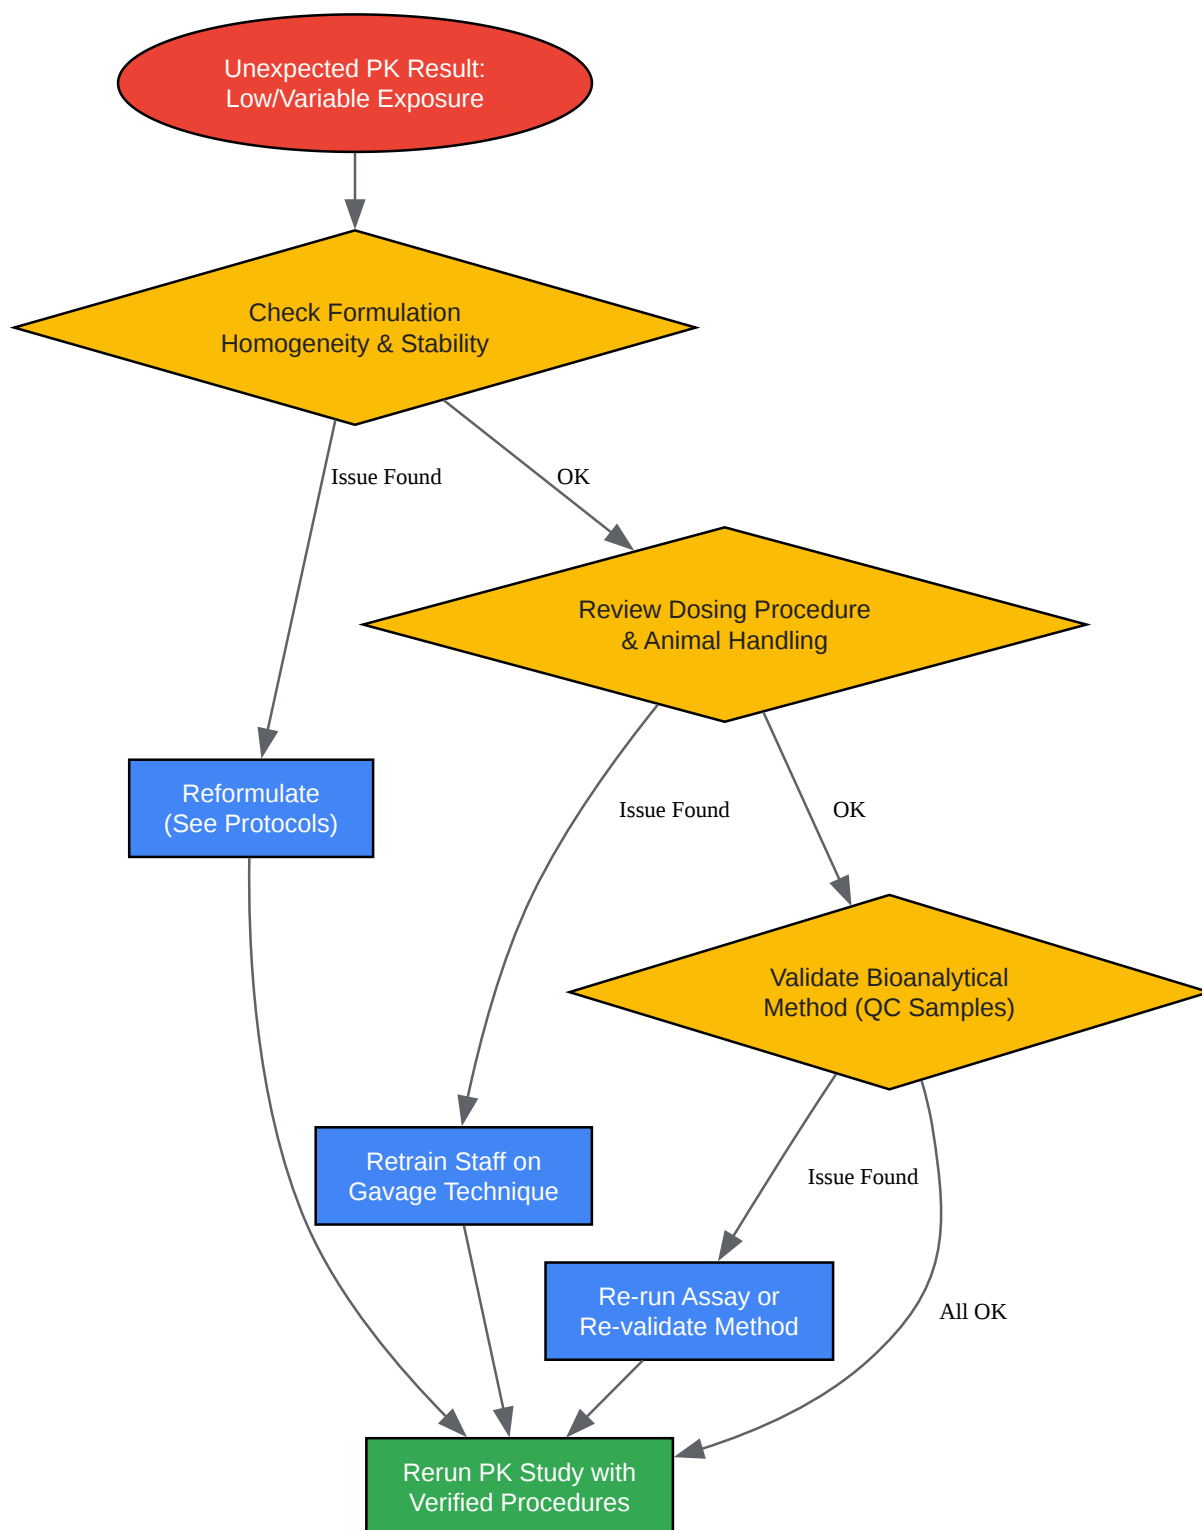 Unexpected PK Result:
Low/Variable Exposure
Check Formulation
Homogeneity & Stability
Issue Found
OK
Review Dosing Procedure
& Animal Handling
Reformulate
(See Protocols)
Issue Found
OK
Validate Bioanalytical
Method (QC Samples)
Retrain Staff on
Gavage Technique
Issue Found
Re-run Assay or
Re-validate Method
All OK
Rerun PK Study with
Verified Procedures